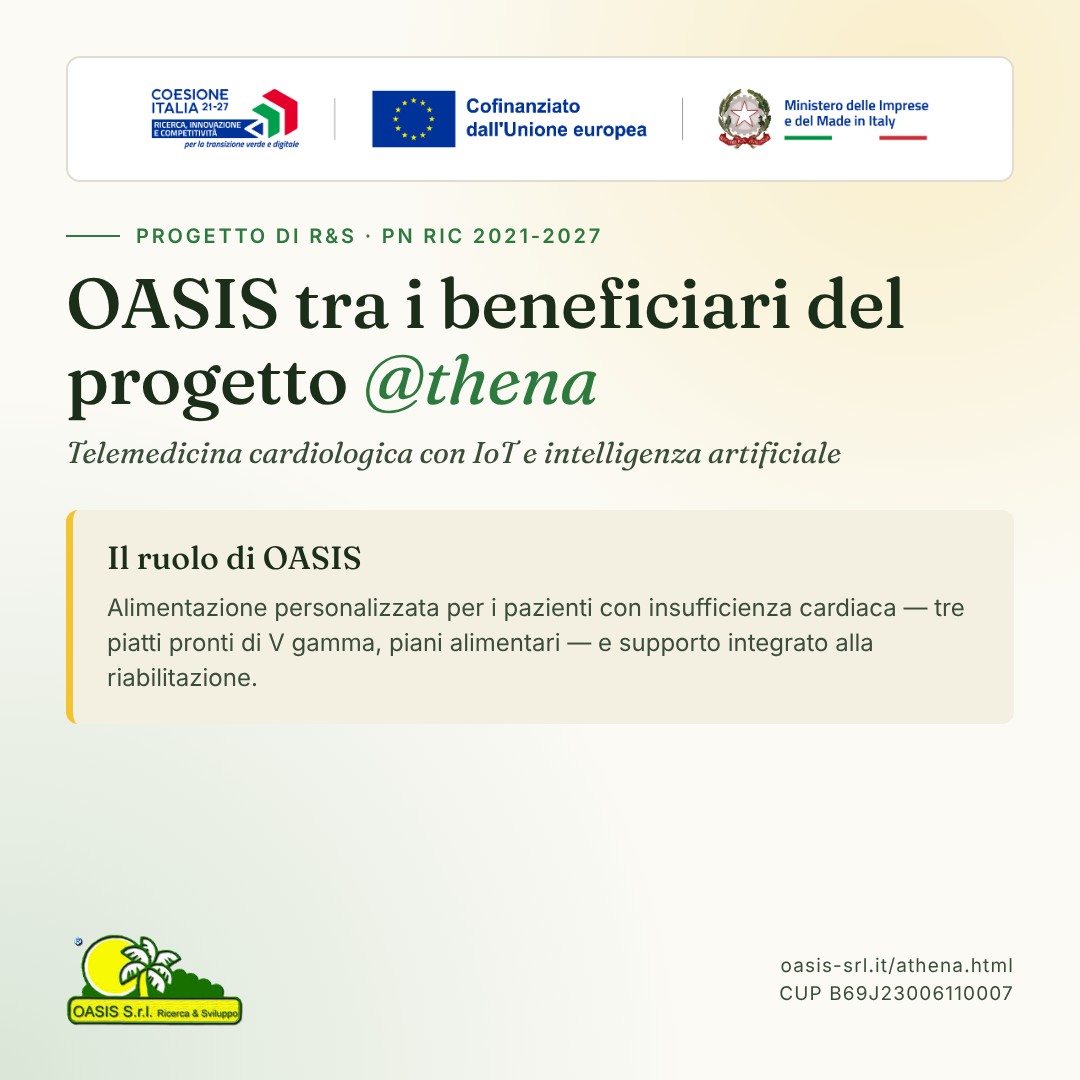 COESIONE
ITALIA 21-27
RICERCA, INNOVAZIONE
E COMPETITIVITÀ
per la transizione verde e digitale
Cofinanziato
dall'Unione europea
Ministero delle Imprese
e del Made in Italy
PROGETTO DI R&S · PN RIC 2021-2027
OASIS tra i beneficiari del
progetto @thena
Telemedicina cardiologica con IoT e intelligenza artificiale
Il ruolo di OASIS
Alimentazione personalizzata per i pazienti con insufficienza cardiaca — tre
piatti pronti di V gamma, piani alimentari — e supporto integrato alla
riabilitazione.
®
OASIS S.r.l. Ricerca & Sviluppo
oasis-srl.it/athena.html
CUP B69J23006110007